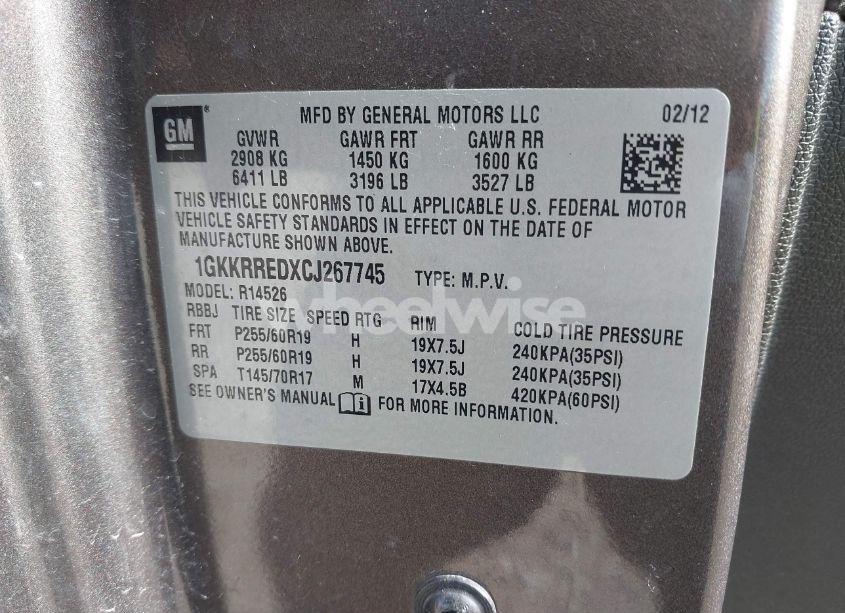 GM
MFD BY GENERAL MOTORS LLC 02/12
GVWR GAWR FRT GAWR RR
2908 KG 1450 KG 1600 KG
6411 LB 3196 LB 3527 LB
THIS VEHICLE CONFORMS TO ALL APPLICABLE U.S. FEDERAL MOTOR
VEHICLE SAFETY STANDARDS IN EFFECT ON THE DATE OF
MANUFACTURE SHOWN ABOVE.
1GKKRREDXCJ267745 TYPE: M.P.V.
MODEL: R14526
wheelwise
RBBJ TIRE SIZE SPEED RTG RIM COLD TIRE PRESSURE
FRT P255/60R19 H 19X7.5J 240KPA(35PSI)
RR P255/60R19 H 19X7.5J 240KPA(35PSI)
SPA T145/70R17 M 17X4.5B 420KPA(60PSI)
SEE OWNER'S MANUAL FOR MORE INFORMATION.